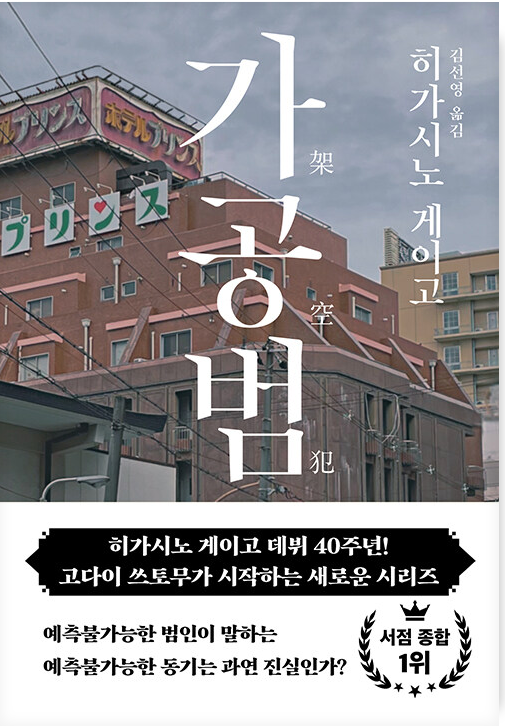 가공범
架空犯
히가시노 게이고
김선영 옮김
ルプリンス
ホテルプリンス
プリンス
히가시노 게이고 데뷔 40주년!
고다이 쓰토무가 시작하는 새로운 시리즈
예측불가능한 범인이 말하는
예측불가능한 동기는 과연 진실인가?
서점 종합
1위